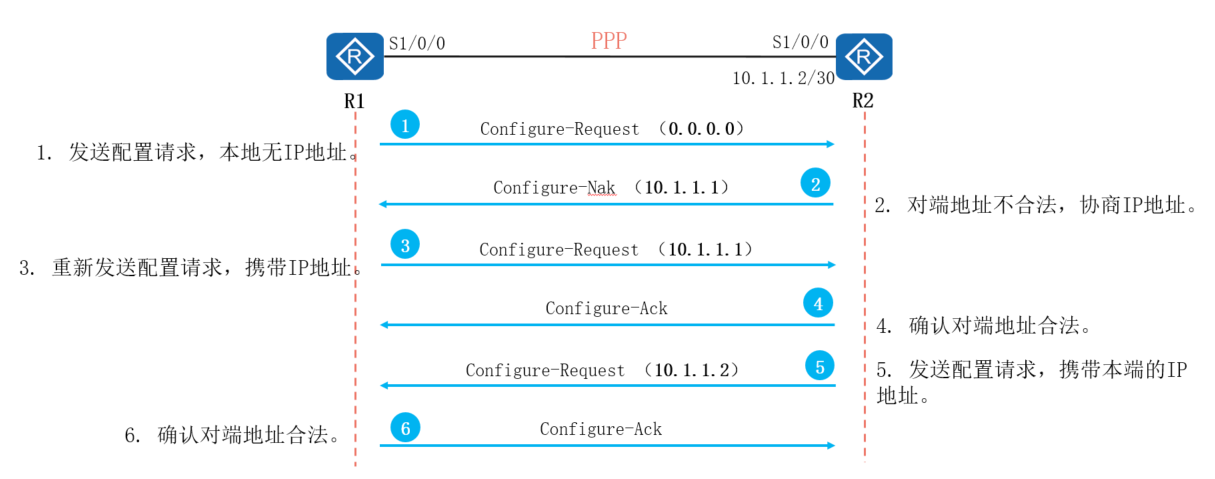 S1/0/0 PPP S1/0/0
R R
10.1.1.2/30
R1 R2
1 Configure-Request （0.0.0.0）
1. 发送配置请求，本地无IP地址。
Configure-Nak （10.1.1.1） 2
2. 对端地址不合法，协商IP地址。
3 Configure-Request （10.1.1.1）
3. 重新发送配置请求，携带IP地址。
Configure-Ack 4
4. 确认对端地址合法。
Configure-Request （10.1.1.2） 5
5. 发送配置请求，携带本端的IP
地址。
6 Configure-Ack
6. 确认对端地址合法。